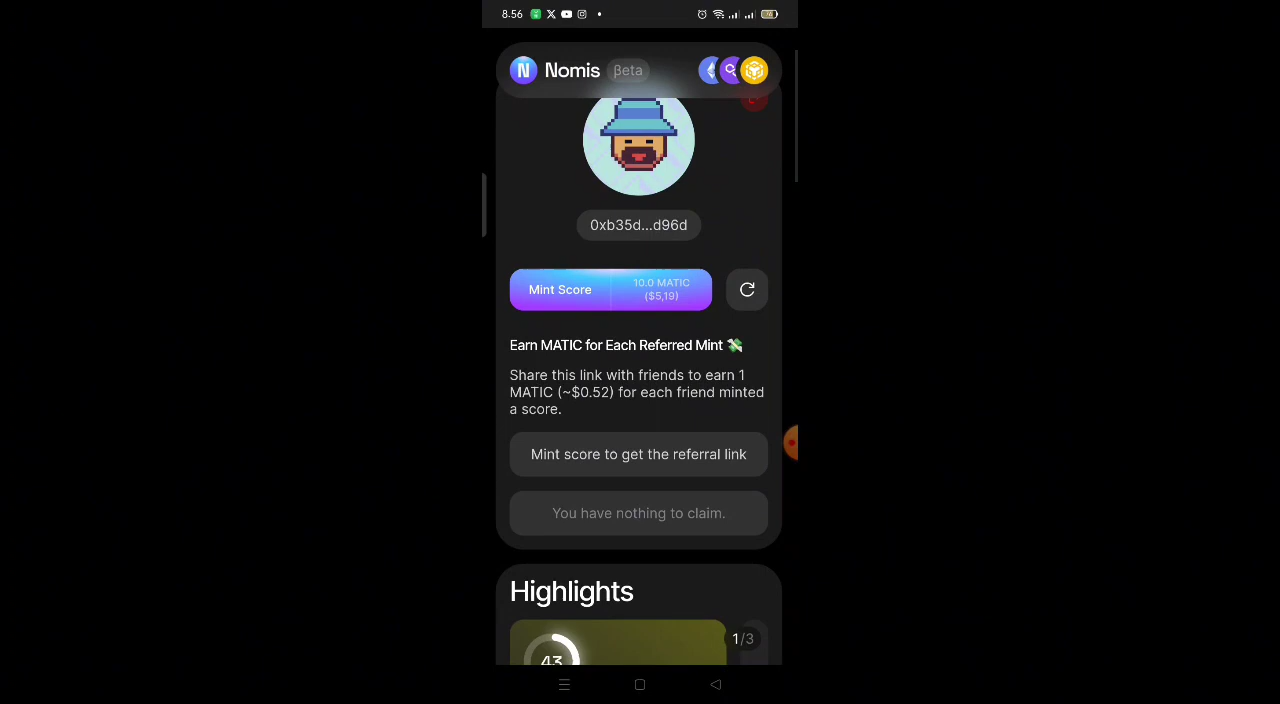 8.56
Nomis βeta
0xb35d...d96d
Mint Score
10.0 MATIC
($5,19)
Earn MATIC for Each Referred Mint 💸
Share this link with friends to earn 1
MATIC (~$0.52) for each friend minted
a score.
Mint score to get the referral link
You have nothing to claim.
Highlights
1/3
43